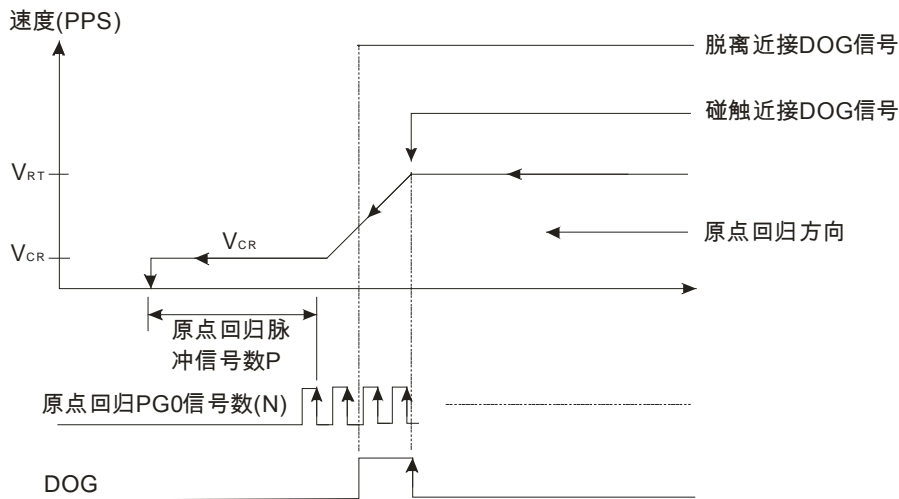 速度(PPS)
脱离近接DOG信号
碰触近接DOG信号
VRT
VCR
原点回归方向
VCR
原点回归脉
冲信号数P
原点回归PG0信号数(N)
DOG